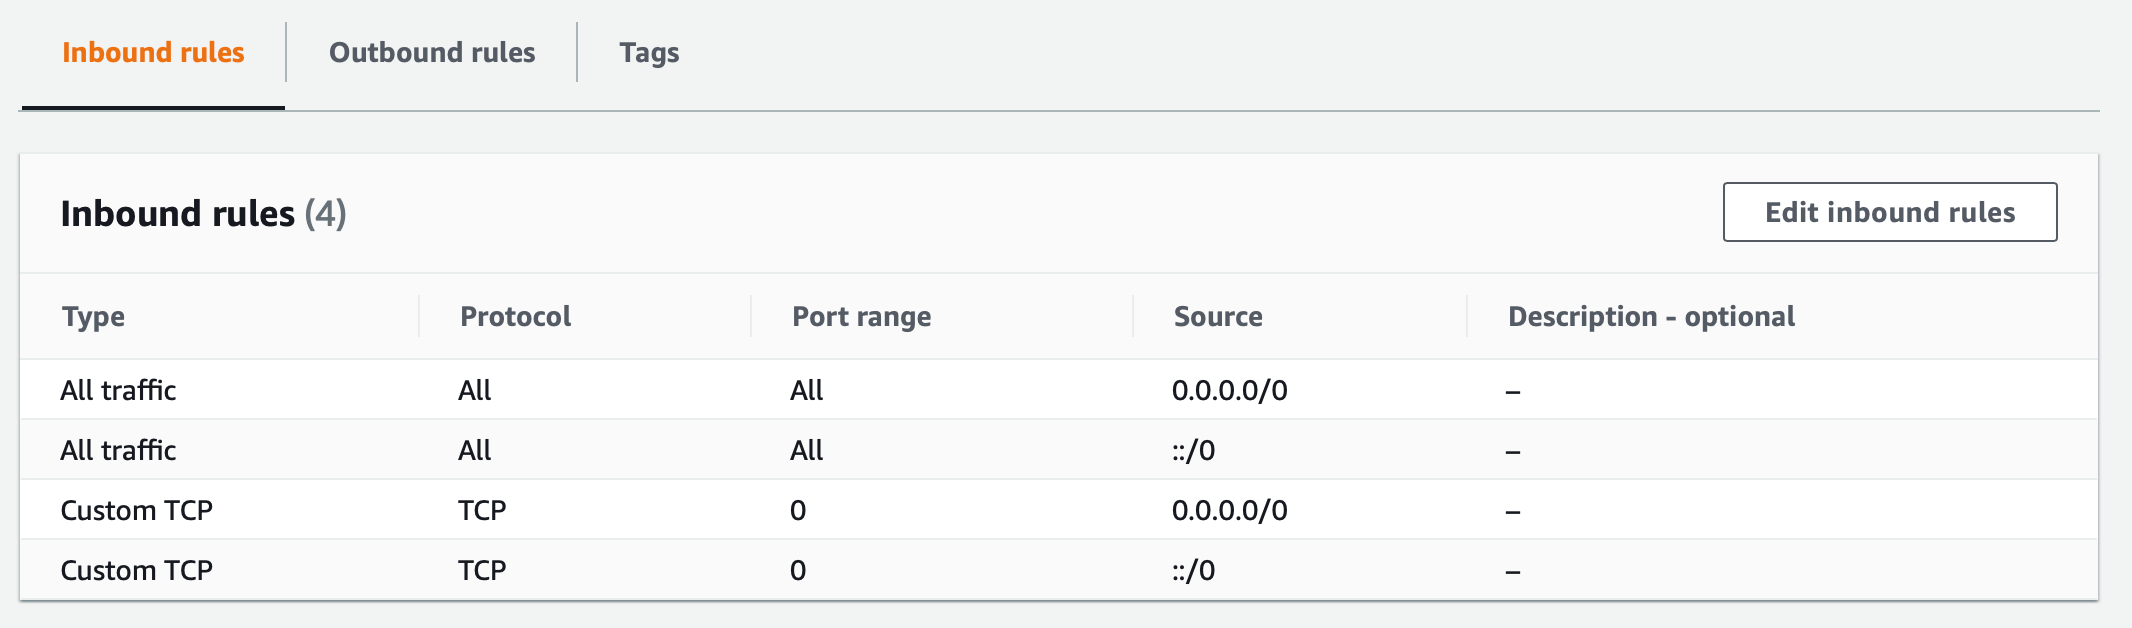 Inbound rules Outbound rules Tags
Inbound rules (4) Edit inbound rules
Type Protocol Port range Source Description - optional
All traffic All All 0.0.0.0/0 –
All traffic All All ::/0 –
Custom TCP TCP 0 0.0.0.0/0 –
Custom TCP TCP 0 ::/0 –